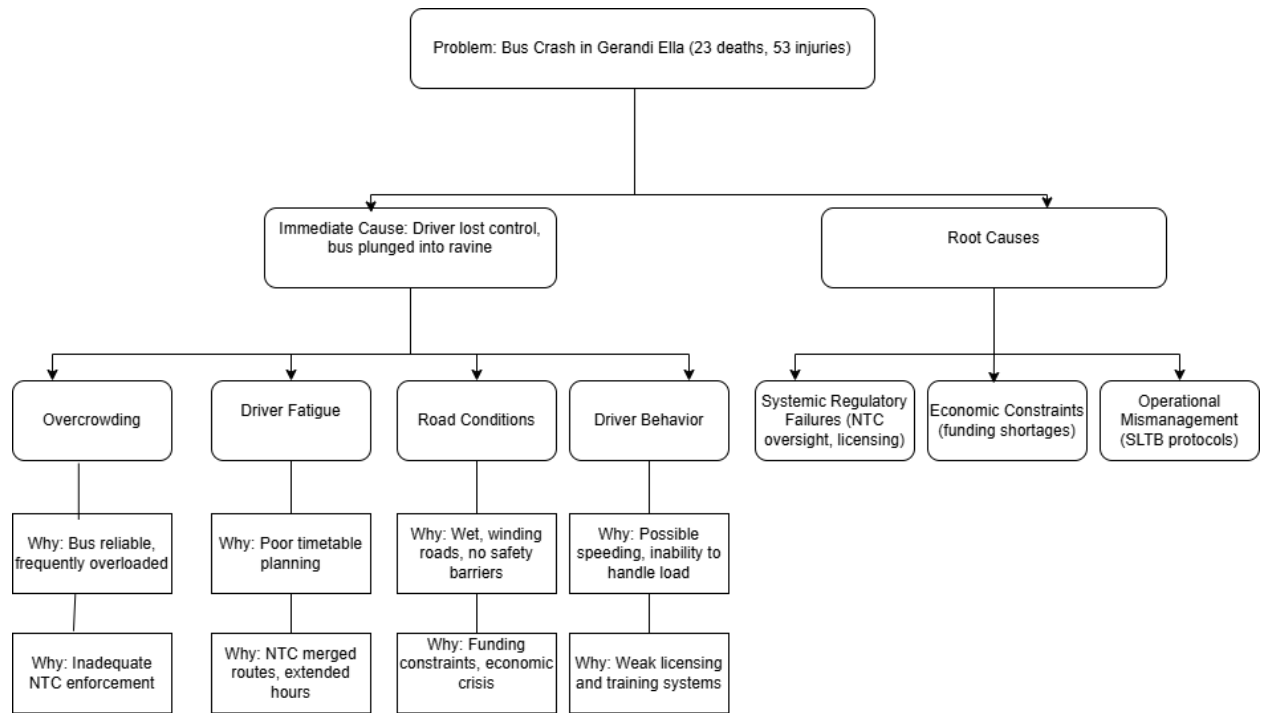 Problem: Bus Crash in Gerandi Ella (23 deaths, 53 injuries)
Immediate Cause: Driver lost control,
bus plunged into ravine
Root Causes
Overcrowding
Driver Fatigue
Road Conditions
Driver Behavior
Systemic Regulatory
Failures (NTC
oversight, licensing)
Economic Constraints
(funding shortages)
Operational
Mismanagement
(SLTB protocols)
Why: Bus reliable,
frequently overloaded
Why: Poor timetable
planning
Why: Wet, winding
roads, no safety
barriers
Why: Possible
speeding, inability to
handle load
Why: Inadequate
NTC enforcement
Why: NTC merged
routes, extended
hours
Why: Funding
constraints, economic
crisis
Why: Weak licensing
and training systems